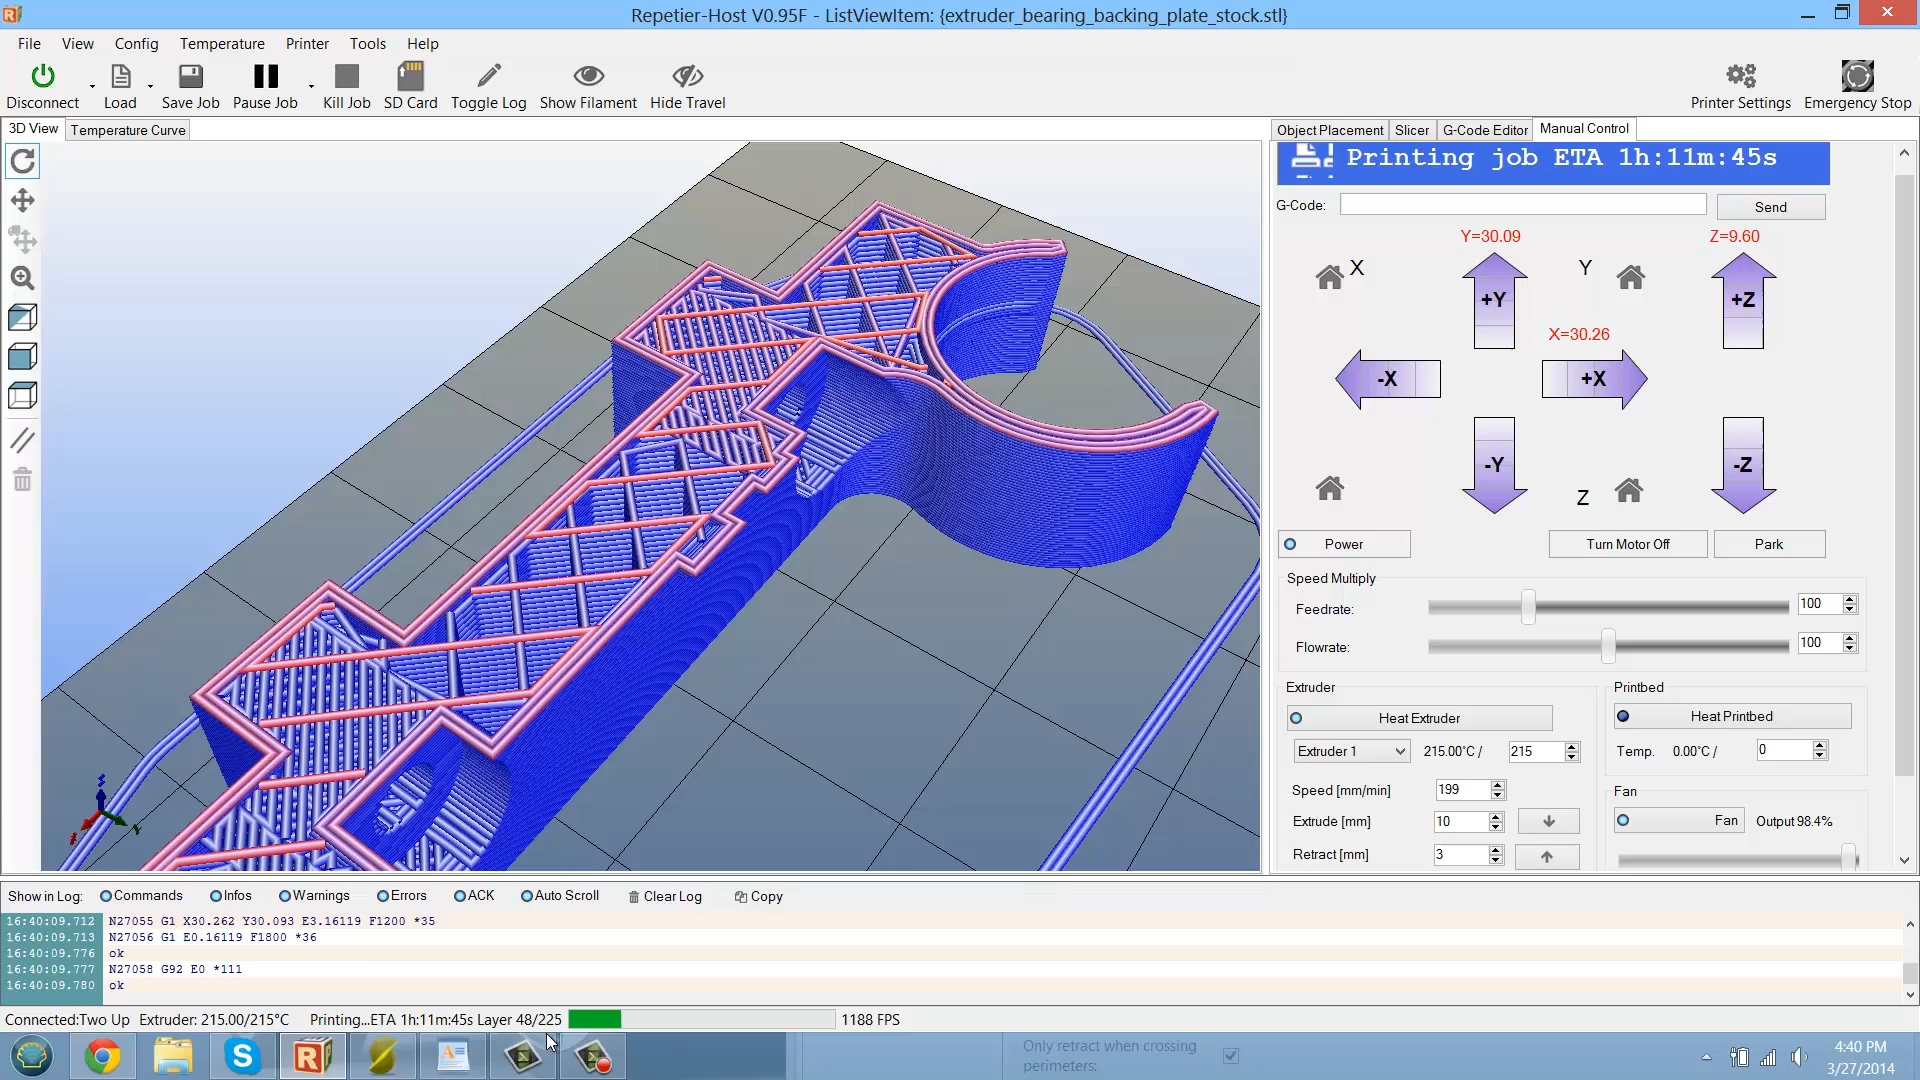 Repetier-Host V0.95F - ListViewItem: {extruder_bearing_backing_plate_stock.stl}
File View Config Temperature Printer Tools Help
Disconnect Load Save Job Pause Job Kill Job SD Card Toggle Log Show Filament Hide Travel Printer Settings Emergency Stop
3D View Temperature Curve
Object Placement Slicer G-Code Editor Manual Control
Printing job ETA 1h:11m:45s
G-Code: Send
Y=30.09 Z=9.60
X Y
+Y +Z
X=30.26
-X +X
-Y -Z
Z
Power Turn Motor Off Park
Speed Multiply
Feedrate: 100
Flowrate: 100
Extruder
Heat Extruder
Extruder 1 215.00°C / 215
Speed [mm/min] 199
Extrude [mm] 10
Retract [mm] 3
Printbed
Heat Printbed
Temp. 0.00°C / 0
Fan
Fan Output 98.4%
Show in Log: Commands Infos Warnings Errors ACK Auto Scroll Clear Log Copy
16:40:09.712 N27055 G1 X30.262 Y30.093 E3.16119 F1200 *35
16:40:09.713 N27056 G1 E0.16119 F1800 *36
16:40:09.776 ok
16:40:09.777 N27058 G92 E0 *111
16:40:09.780 ok
Connected:Two Up Extruder: 215.00/215°C Printing...ETA 1h:11m:45s Layer 48/225 1188 FPS
Only retract when crossing
perimeters:
4:40 PM
3/27/2014